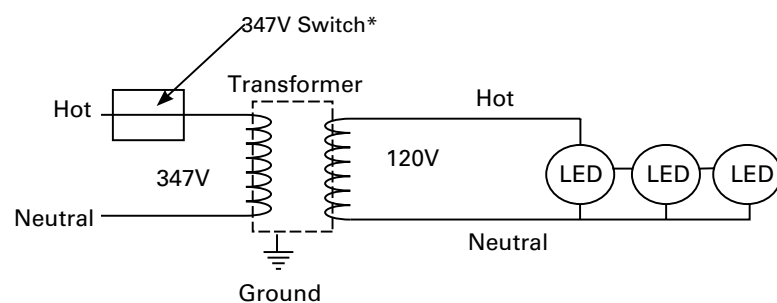 347V Switch*
Transformer
Hot
Hot
347V
120V
LED
LED
LED
Neutral
Neutral
Ground